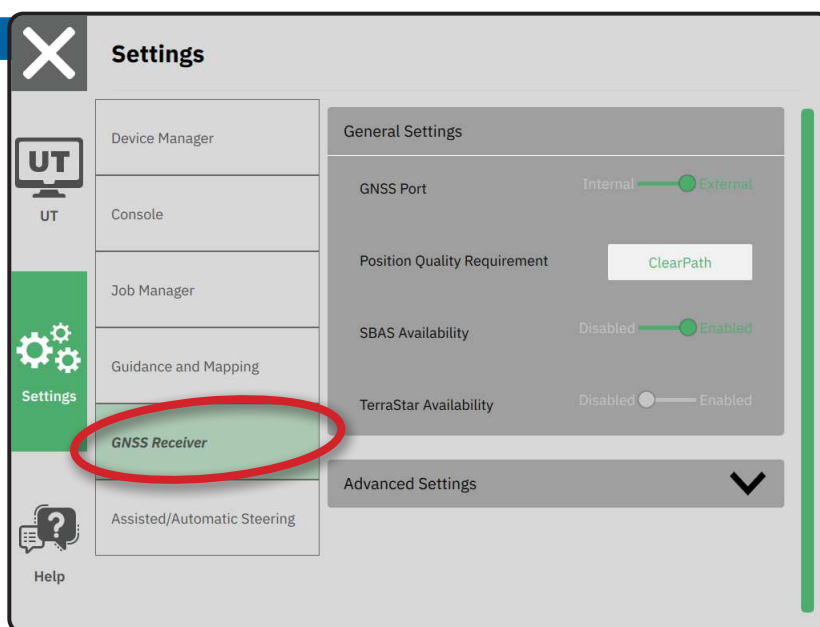 Settings
UT
UT
Settings
Help
Device Manager
Console
Job Manager
Guidance and Mapping
GNSS Receiver
Assisted/Automatic Steering
General Settings
GNSS Port Internal External
Position Quality Requirement ClearPath
SBAS Availability Disabled Enabled
TerraStar Availability Disabled Enabled
Advanced Settings